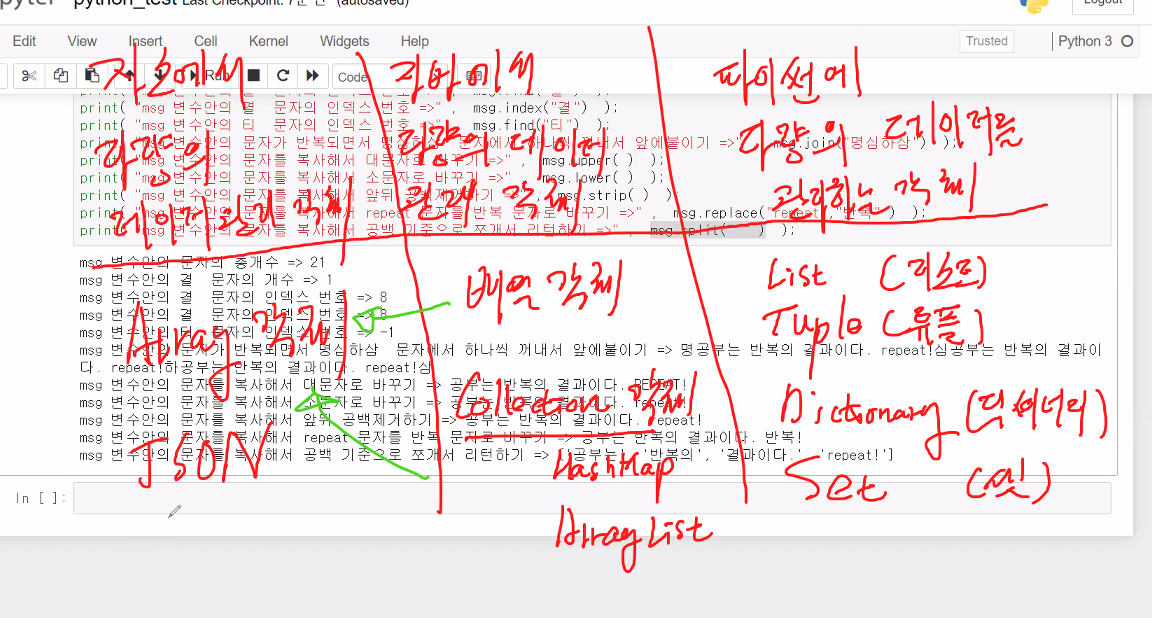 python_test Last Checkpoint: 7분 전 (autosaved)
Logout
Edit View Insert Cell Kernel Widgets Help
Trusted Python 3
Run Code
자스에서
자바에서
파이썬에
다량의
데이터관리 객체
다량의 데이터
관리 객체
다량의 데이터를
관리하는 객체
print( "msg 변수안의 결 문자의 인덱스 번호 =>" , msg.index("결") );
print( "msg 변수안의 티 문자의 인덱스 번호 =>" , msg.find("티") );
print( "msg 변수안의 문자가 반복되면서 명심하삼 문자에서 하나씩 꺼내서 앞에붙이기 =>" , msg.join("명심하삼") );
print( "msg 변수안의 문자를 복사해서 대문자로 바꾸기 =>" , msg.upper( ) );
print( "msg 변수안의 문자를 복사해서 소문자로 바꾸기 =>" , msg.lower( ) );
print( "msg 변수안의 문자를 복사해서 앞뒤 공백제거하기 =>" , msg.strip( ) );
print( "msg 변수안의 문자를 복사해서 repeat 문자를 반복 문자로 바꾸기 =>" , msg.replace("repeat","반복") );
print( "msg 변수안의 문자를 복사해서 공백 기준으로 쪼개서 리턴하기 =>" , msg.split( ) );
msg 변수안의 문자의 총개수 => 21
msg 변수안의 결 문자의 개수 => 1
msg 변수안의 결 문자의 인덱스 번호 => 8
msg 변수안의 결 문자의 인덱스 번호 => 8
msg 변수안의 티 문자의 인덱스 번호 => -1
msg 변수안의 문자가 반복되면서 명심하삼 문자에서 하나씩 꺼내서 앞에붙이기 => 명공부는 반복의 결과이다. repeat!심공부는 반복의 결과이
다. repeat!하공부는 반복의 결과이다. repeat!삼
msg 변수안의 문자를 복사해서 대문자로 바꾸기 => 공부는 반복의 결과이다. REPEAT!
msg 변수안의 문자를 복사해서 소문자로 바꾸기 => 공부는 반복의 결과이다. repeat!
msg 변수안의 문자를 복사해서 앞뒤 공백제거하기 => 공부는 반복의 결과이다. repeat!
msg 변수안의 문자를 복사해서 repeat 문자를 반복 문자로 바꾸기 => 공부는 반복의 결과이다. 반복!
msg 변수안의 문자를 복사해서 공백 기준으로 쪼개서 리턴하기 => ['공부는', '반복의', '결과이다.', 'repeat!']
Array 객체
JSON
배열 객체
Collection 객체
HashMap
ArrayList
List (리스트)
Tuple (튜플)
Dictionary (딕셔너리)
Set (셋)
In [ ]: